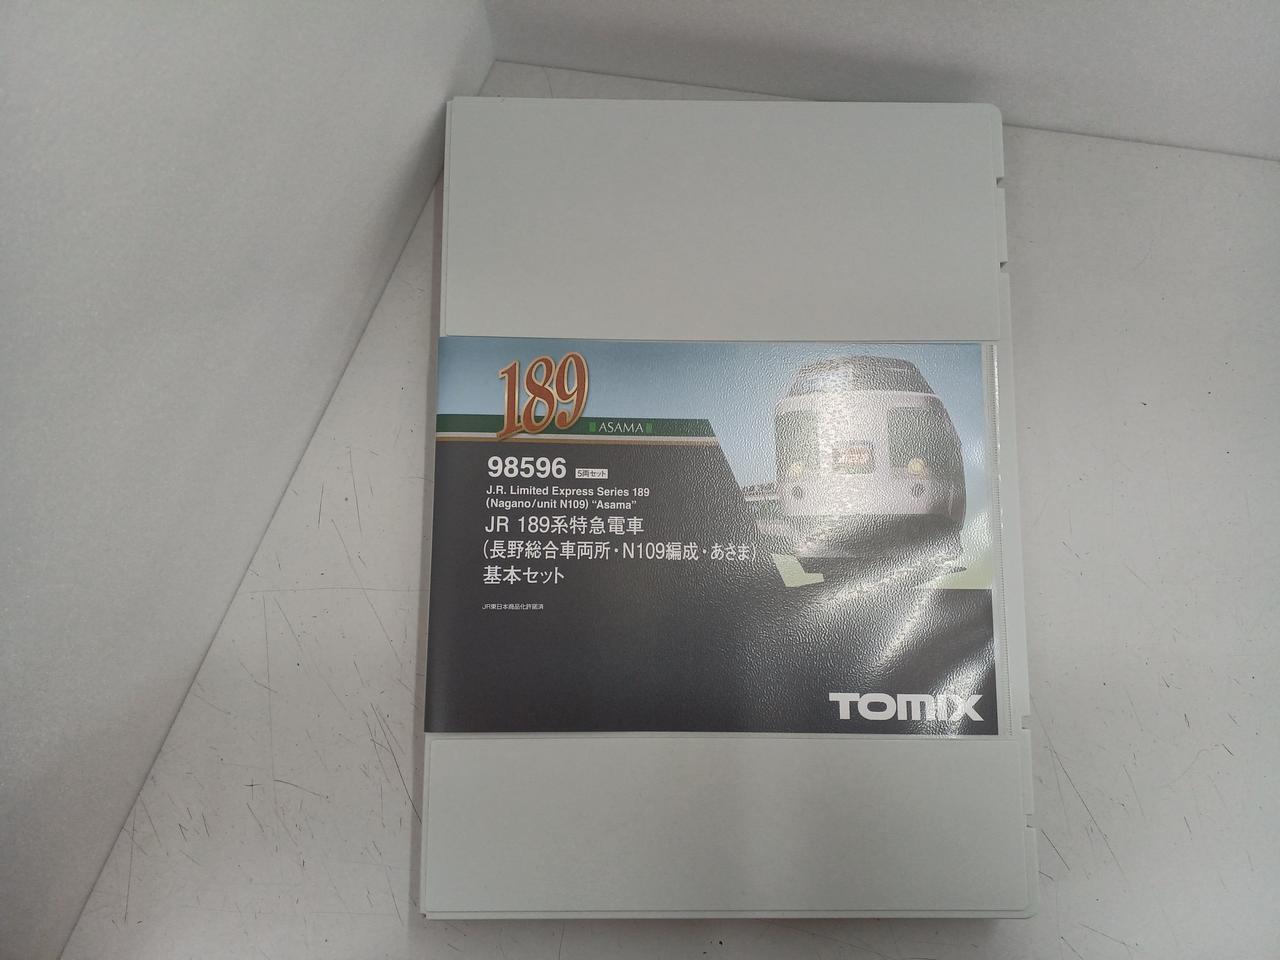 189
ASAMA
98596 5両セット
J.R. Limited Express Series 189
(Nagano/unit N109) "Asama"
JR 189系特急電車
(長野総合車両所・N109編成・あさま)
基本セット
JR東日本商品化許諾済
TOMIX